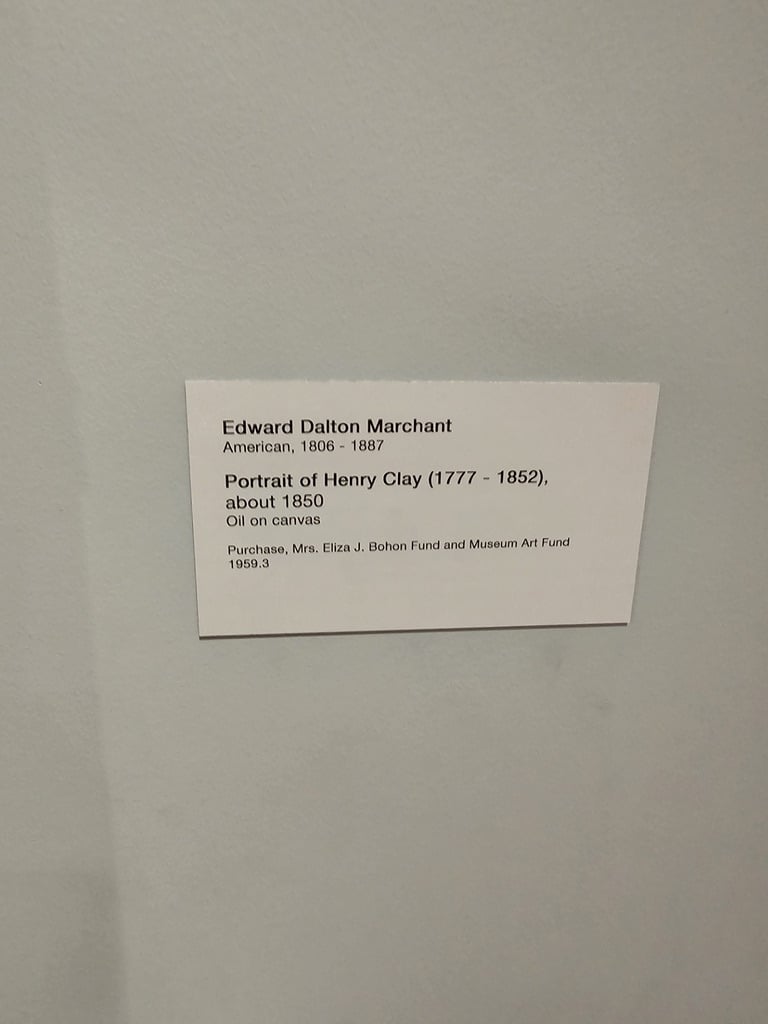 Edward Dalton Marchant
American, 1806 - 1887
Portrait of Henry Clay (1777 - 1852),
about 1850
Oil on canvas
Purchase, Mrs. Eliza J. Bohon Fund and Museum Art Fund
1959.3